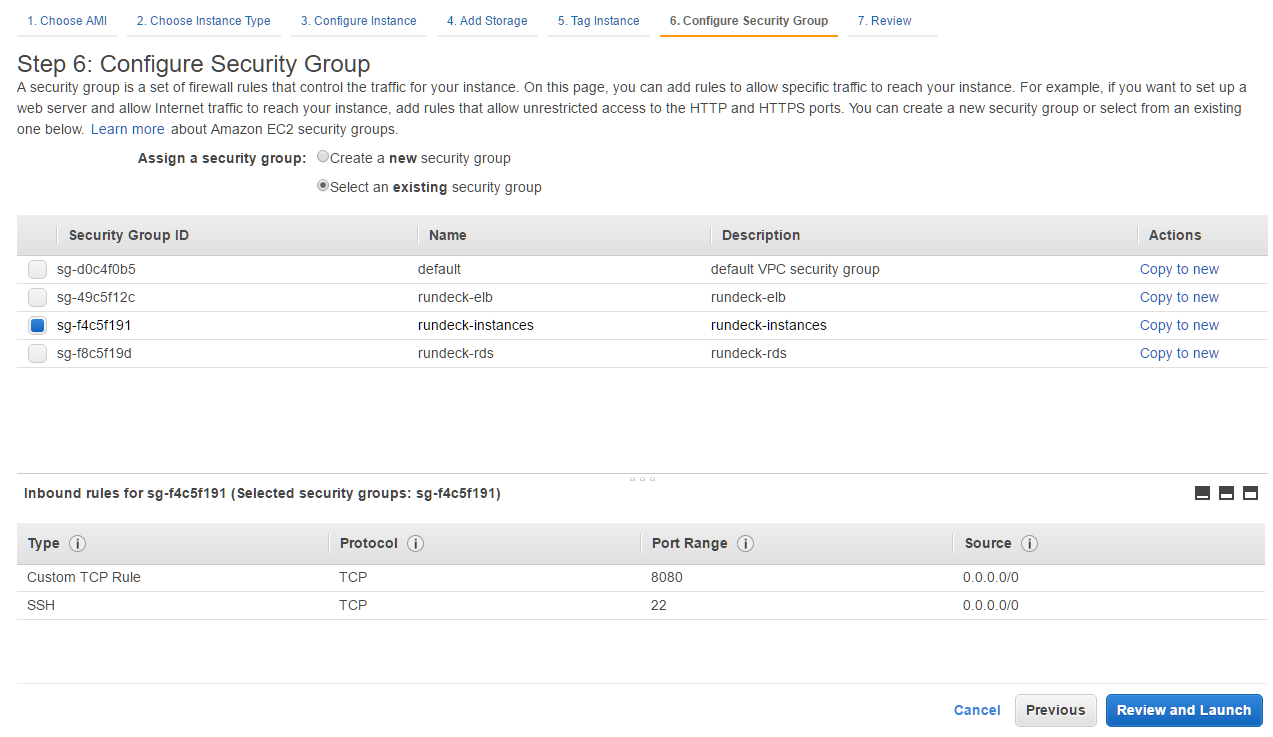 1. Choose AMI 2. Choose Instance Type 3. Configure Instance 4. Add Storage 5. Tag Instance 6. Configure Security Group 7. Review
Step 6: Configure Security Group
A security group is a set of firewall rules that control the traffic for your instance. On this page, you can add rules to allow specific traffic to reach your instance. For example, if you want to set up a
web server and allow Internet traffic to reach your instance, add rules that allow unrestricted access to the HTTP and HTTPS ports. You can create a new security group or select from an existing
one below. Learn more about Amazon EC2 security groups.
Assign a security group: Create a new security group
Select an existing security group
Security Group ID Name Description Actions
sg-d0c4f0b5 default default VPC security group Copy to new
sg-49c5f12c rundeck-elb rundeck-elb Copy to new
sg-f4c5f191 rundeck-instances rundeck-instances Copy to new
sg-f8c5f19d rundeck-rds rundeck-rds Copy to new
Inbound rules for sg-f4c5f191 (Selected security groups: sg-f4c5f191)
Type i Protocol i Port Range i Source i
Custom TCP Rule TCP 8080 0.0.0.0/0
SSH TCP 22 0.0.0.0/0
Cancel Previous Review and Launch